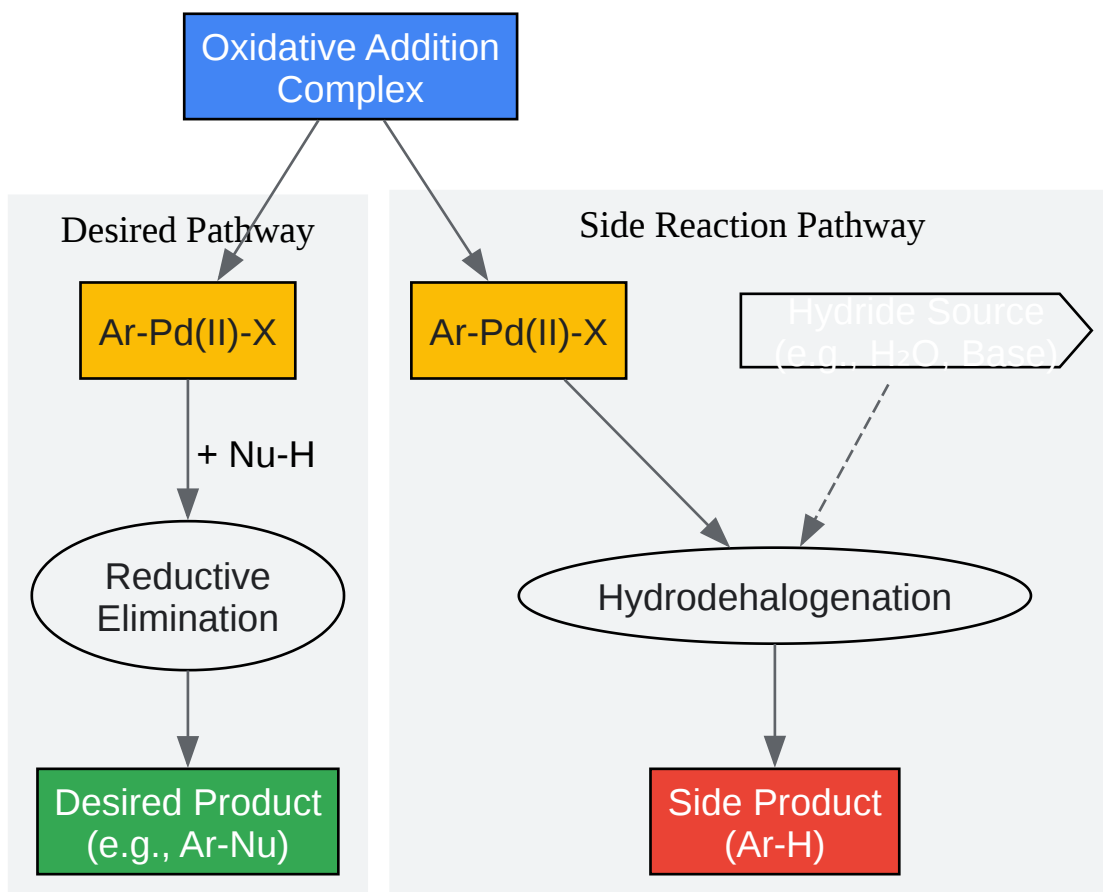 Oxidative Addition
Complex
Desired Pathway
Side Reaction Pathway
Ar-Pd(II)-X
Ar-Pd(II)-X
Hydride Source
(e.g., H₂O, Base)
+ Nu-H
Reductive
Elimination
Hydrodehalogenation
Desired Product
(e.g., Ar-Nu)
Side Product
(Ar-H)